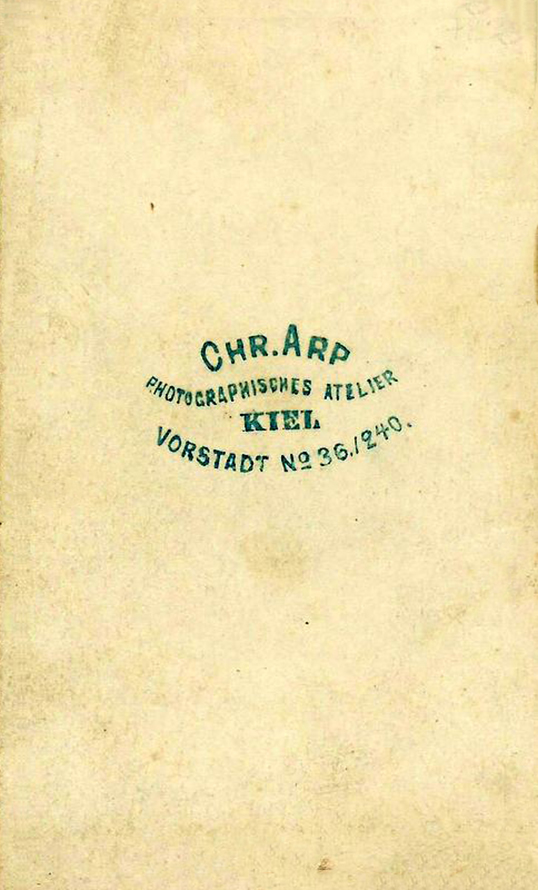 CHR. ARP
PHOTOGRAPHISCHES ATELIER
KIEL
VORSTADT No 36./240.